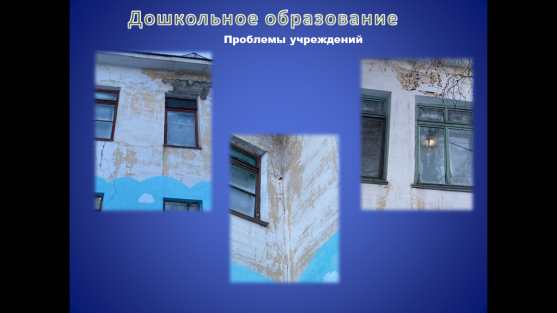 Дошкольное образование
Проблемы учреждений